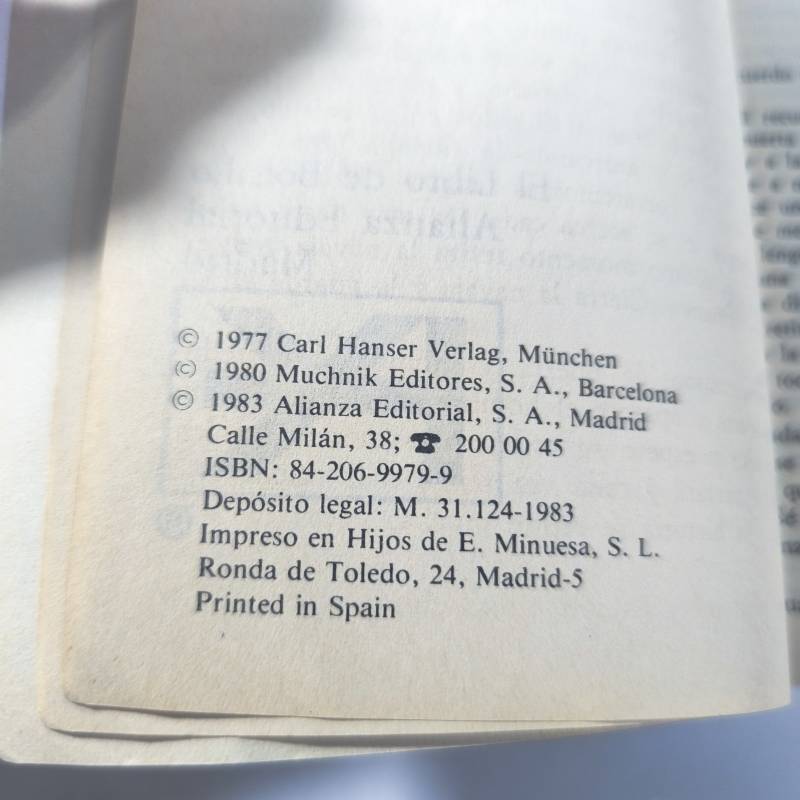 © 1977 Carl Hanser Verlag, München
© 1980 Muchnik Editores, S. A., Barcelona
© 1983 Alianza Editorial, S. A., Madrid
Calle Milán, 38; ☎ 200 00 45
ISBN: 84-206-9979-9
Depósito legal: M. 31.124-1983
Impreso en Hijos de E. Minuesa, S. L.
Ronda de Toledo, 24, Madrid-5
Printed in Spain